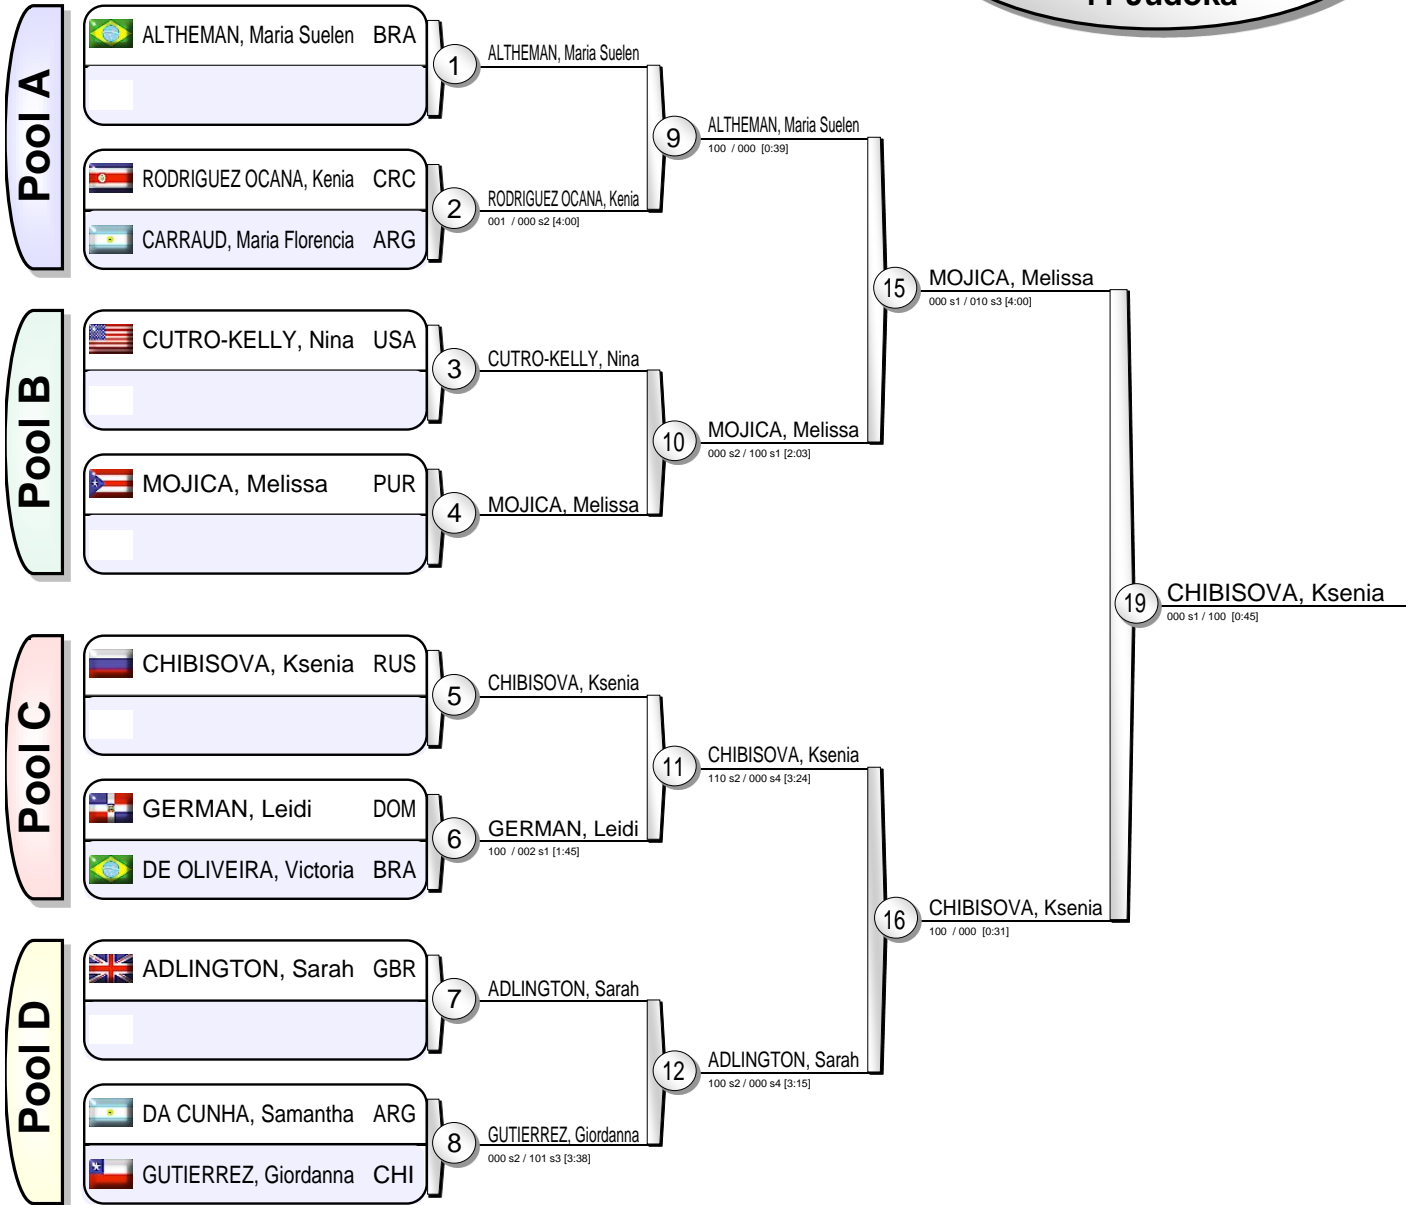 11 Judoka
Pool A
ALTHEMAN, Maria Suelen BRA
1
ALTHEMAN, Maria Suelen
RODRIGUEZ OCANA, Kenia CRC
CARRAUD, Maria Florencia ARG
2
RODRIGUEZ OCANA, Kenia
001 / 000 s2 [4:00]
9
ALTHEMAN, Maria Suelen
100 / 000 [0:39]
Pool B
CUTRO-KELLY, Nina USA
3
CUTRO-KELLY, Nina
MOJICA, Melissa PUR
4
MOJICA, Melissa
10
MOJICA, Melissa
000 s2 / 100 s1 [2:03]
15
MOJICA, Melissa
000 s1 / 010 s3 [4:00]
Pool C
CHIBISOVA, Ksenia RUS
5
CHIBISOVA, Ksenia
GERMAN, Leidi DOM
DE OLIVEIRA, Victoria BRA
6
GERMAN, Leidi
100 / 002 s1 [1:45]
11
CHIBISOVA, Ksenia
110 s2 / 000 s4 [3:24]
Pool D
ADLINGTON, Sarah GBR
7
ADLINGTON, Sarah
DA CUNHA, Samantha ARG
GUTIERREZ, Giordanna CHI
8
GUTIERREZ, Giordanna
000 s2 / 101 s3 [3:38]
12
ADLINGTON, Sarah
100 s2 / 000 s4 [3:15]
16
CHIBISOVA, Ksenia
100 / 000 [0:31]
19
CHIBISOVA, Ksenia
000 s1 / 100 [0:45]